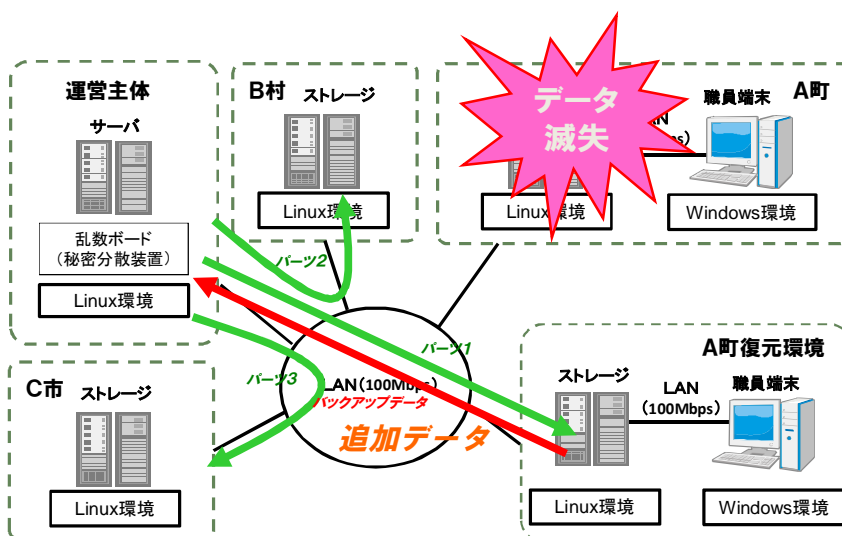 運営主体
サーバ
乱数ボード
(秘密分散装置)
Linux環境
B村
ストレージ
Linux環境
データ
滅失
職員端末
A町
Linux環境
Windows環境
パーツ2
パーツ1
パーツ3
LAN(100Mbps)
バックアップデータ
追加データ
C市
ストレージ
Linux環境
A町復元環境
ストレージ
LAN
(100Mbps)
職員端末
Linux環境
Windows環境